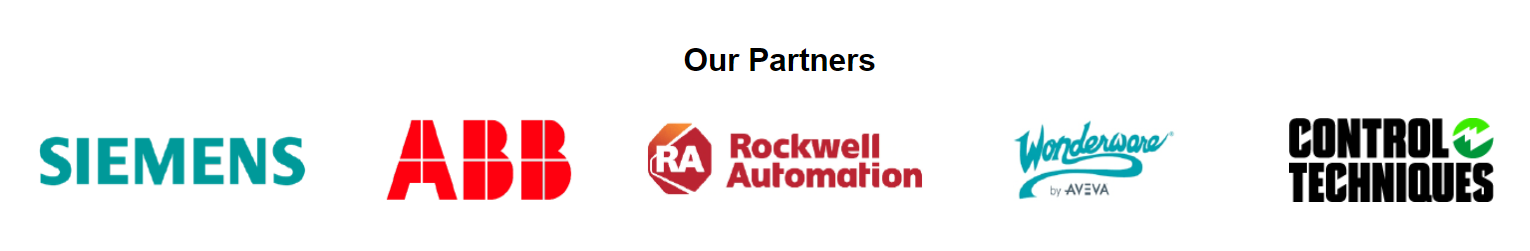 Our Partners
SIEMENS
ABB
RA
Rockwell
Automation
Wonderware®
by AVEVA
CONTROL
TECHNIQUES